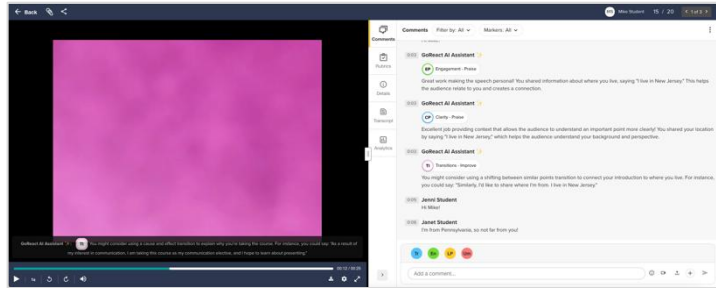 Back
Mike Student
15 / 20
1 of 3
Comments
Filter by: All
Markers: All
Comments
Rubrics
Details
Transcript
Analytics
GoReact AI Assistant
EP Engagement - Praise
Great work making the speech personal! You shared information about where you live, saying "I live in New Jersey." This helps
the audience relate to you and creates a connection.
0:03 GoReact AI Assistant
CP Clarity - Praise
Excellent job providing context that allows the audience to understand an important point more clearly! You shared your location
by saying "I live in New Jersey," which helps the audience understand your background and perspective.
0:03 GoReact AI Assistant
TI Transitions - Improve
You might consider using a shifting between similar points transition to connect your introduction to where you live. For instance,
you could say: "Similarly, I'd like to share where I'm from. I live in New Jersey."
0:05 Jenni Student
Hi Mike!
Janet Student
I'm from Pennsylvania, so not far from you!
GoReact AI Assistant
You might consider using a cause and effect transition to explain why you're taking the course. For instance, you could say: "As a result of
my interest in communication, I am taking this course as my communication elective, and I hope to learn about presenting."
1x
Add a comment...